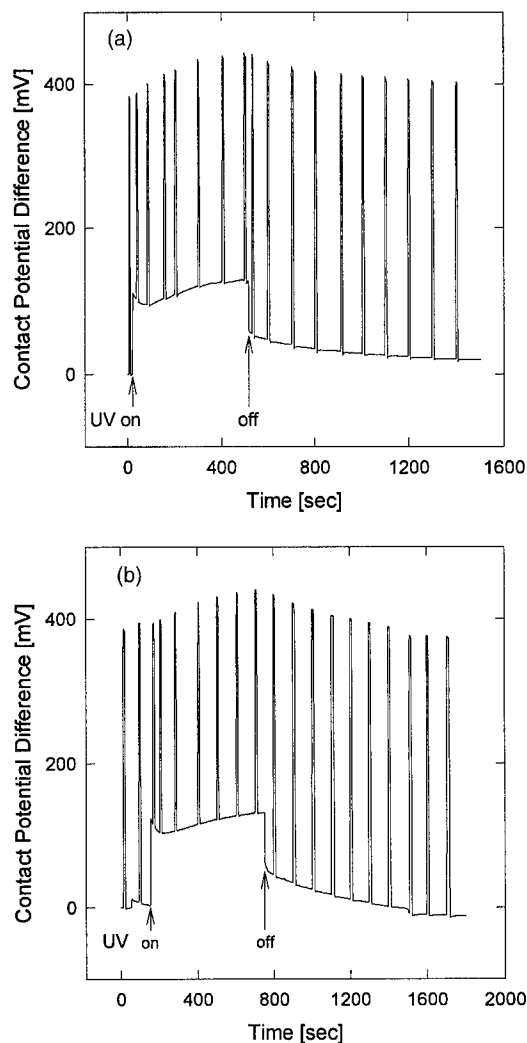 (a)
Contact Potential Difference [mV]
400
200
0
UV on
off
0
400
800
1200
1600
Time [sec]
(b)
Contact Potential Difference [mV]
400
200
0
UV
on
off
0
400
800
1200
1600
2000
Time [sec]